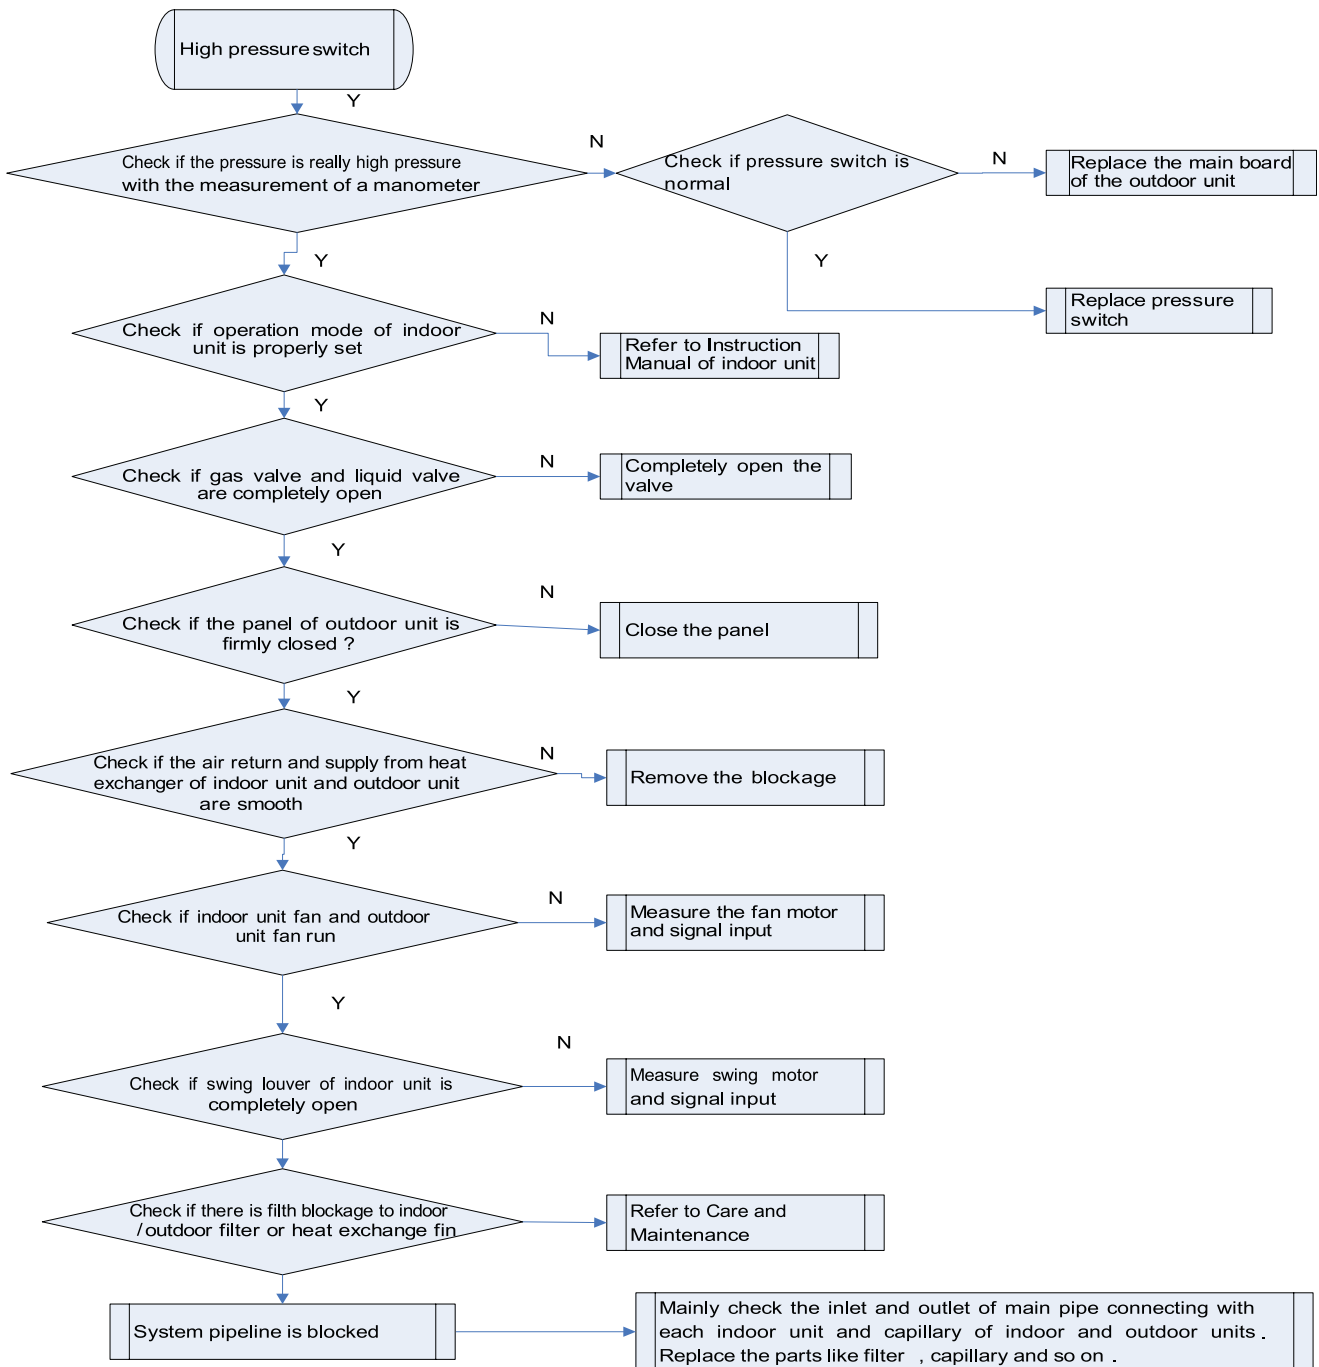 High pressure switch
Y
Check if the pressure is really high pressure
with the measurement of a manometer
N
Check if pressure switch is
normal
N
Replace the main board
of the outdoor unit
Y
Replace pressure
switch
Y
Check if operation mode of indoor
unit is properly set
N
Refer to Instruction
Manual of indoor unit
Y
Check if gas valve and liquid valve
are completely open
N
Completely open the
valve
Y
Check if the panel of outdoor unit is
firmly closed ?
N
Close the panel
Y
Check if the air return and supply from heat
exchanger of indoor unit and outdoor unit
are smooth
N
Remove the blockage
Y
Check if indoor unit fan and outdoor
unit fan run
N
Measure the fan motor
and signal input
Y
Check if swing louver of indoor unit is
completely open
N
Measure swing motor
and signal input
Check if there is filth blockage to indoor
/outdoor filter or heat exchange fin
Refer to Care and
Maintenance
System pipeline is blocked
Mainly check the inlet and outlet of main pipe connecting with
each indoor unit and capillary of indoor and outdoor units .
Replace the parts like filter , capillary and so on .